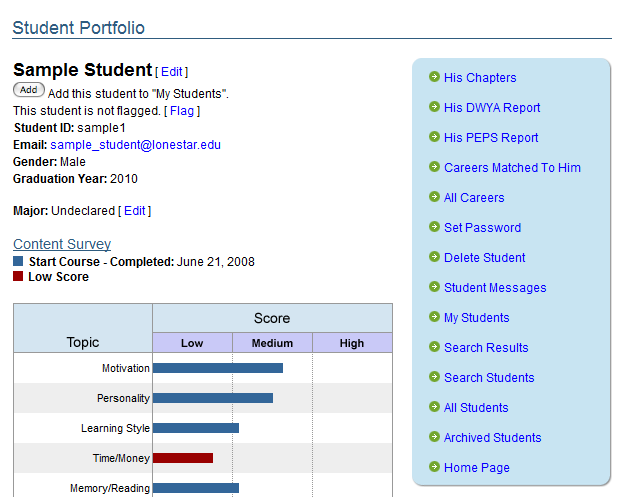 Student Portfolio
Sample Student [ Edit ]
Add Add this student to "My Students".
This student is not flagged. [ Flag ]
Student ID: sample1
Email: sample_student@lonestar.edu
Gender: Male
Graduation Year: 2010
Major: Undeclared [ Edit ]
Content Survey
Start Course - Completed: June 21, 2008
Low Score
Score
Topic
Low Medium High
Motivation
Personality
Learning Style
Time/Money
Memory/Reading
His Chapters
His DWYA Report
His PEPS Report
Careers Matched To Him
All Careers
Set Password
Delete Student
Student Messages
My Students
Search Results
Search Students
All Students
Archived Students
Home Page